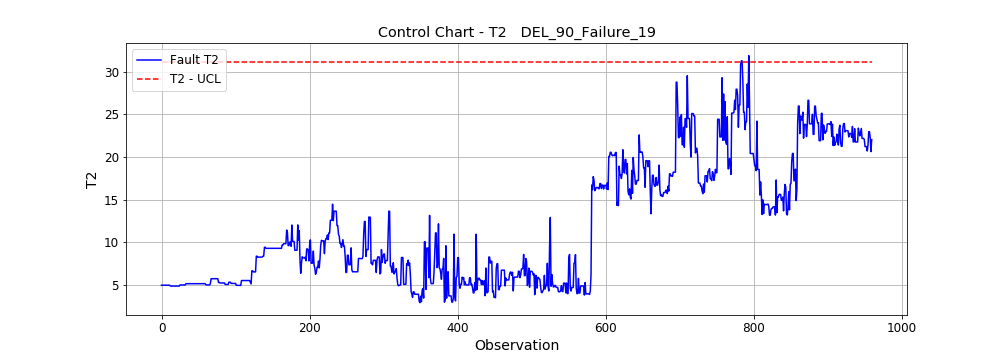 Control Chart - T2   DEL_90_Failure_19
Fault T2
T2 - UCL
T2
30
25
20
15
10
5
0
200
400
600
800
1000
Observation